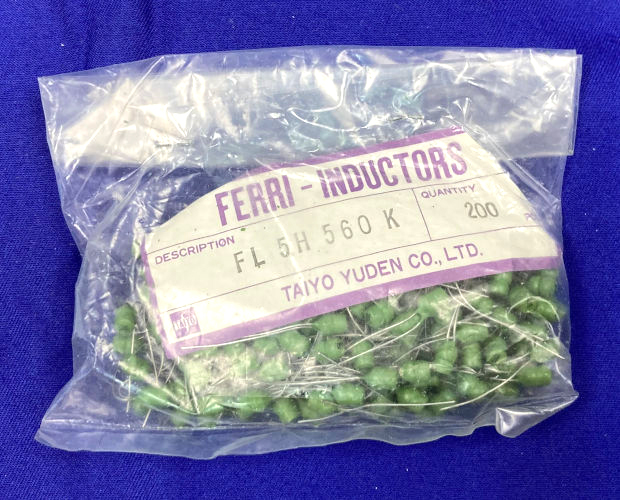 FERRI-INDUCTORS
DESCRIPTION FL 5H 560 K
QUANTITY 200
TAIYO YUDEN CO., LTD.